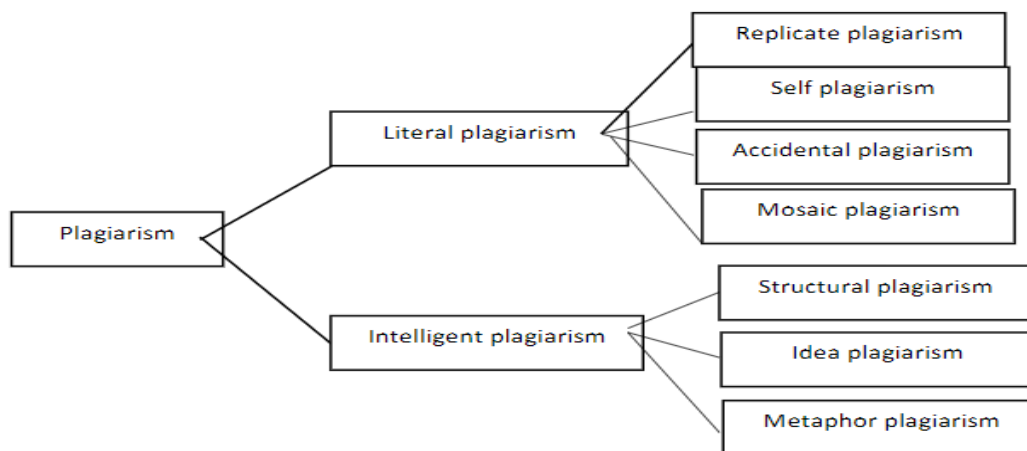 Replicate plagiarism
Self plagiarism
Literal plagiarism
Accidental plagiarism
Mosaic plagiarism
Plagiarism
Structural plagiarism
Intelligent plagiarism
Idea plagiarism
Metaphor plagiarism